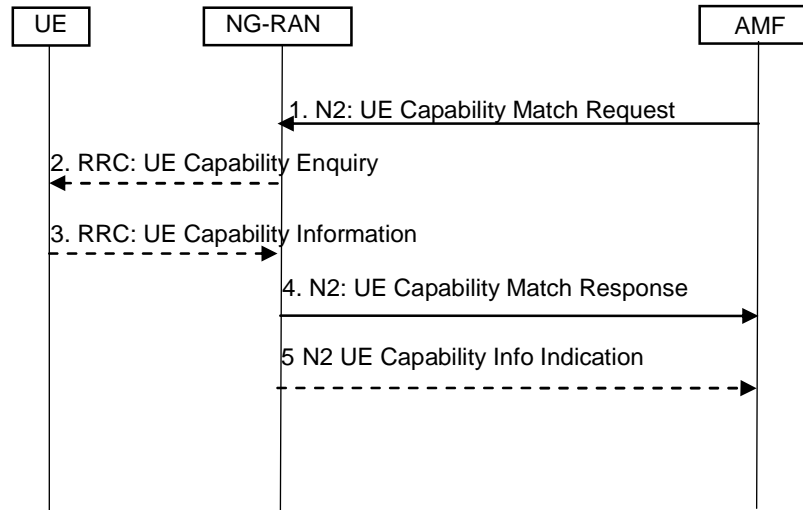 UE
NG-RAN
AMF
1. N2: UE Capability Match Request
2. RRC: UE Capability Enquiry
3. RRC: UE Capability Information
4. N2: UE Capability Match Response
5 N2 UE Capability Info Indication